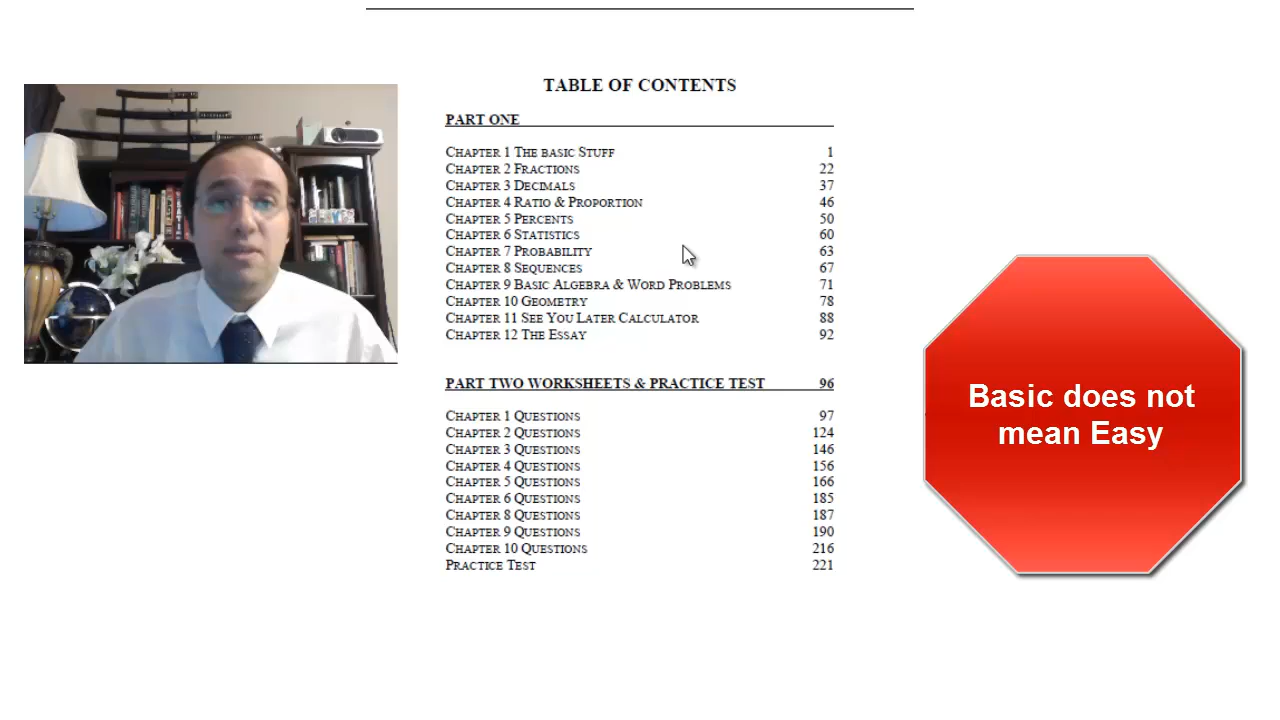 TABLE OF CONTENTS
PART ONE
CHAPTER 1 THE BASIC STUFF 1
CHAPTER 2 FRACTIONS 22
CHAPTER 3 DECIMALS 37
CHAPTER 4 RATIO & PROPORTION 46
CHAPTER 5 PERCENTS 50
CHAPTER 6 STATISTICS 60
CHAPTER 7 PROBABILITY 63
CHAPTER 8 SEQUENCES 67
CHAPTER 9 BASIC ALGEBRA & WORD PROBLEMS 71
CHAPTER 10 GEOMETRY 78
CHAPTER 11 SEE YOU LATER CALCULATOR 88
CHAPTER 12 THE ESSAY 92
PART TWO WORKSHEETS & PRACTICE TEST 96
CHAPTER 1 QUESTIONS 97
CHAPTER 2 QUESTIONS 124
CHAPTER 3 QUESTIONS 146
CHAPTER 4 QUESTIONS 156
CHAPTER 5 QUESTIONS 166
CHAPTER 6 QUESTIONS 185
CHAPTER 8 QUESTIONS 187
CHAPTER 9 QUESTIONS 190
CHAPTER 10 QUESTIONS 216
PRACTICE TEST 221
Basic does not
mean Easy